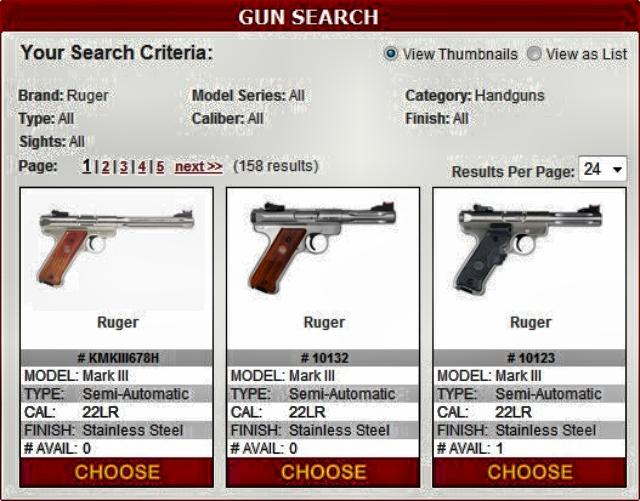 GUN SEARCH
Your Search Criteria:
View Thumbnails View as List
Brand: Ruger Model Series: All Category: Handguns
Type: All Caliber: All Finish: All
Sights: All
Page: 1|2|3|4|5 next >> (158 results)
Results Per Page: 24
Ruger Ruger Ruger
# KMKIII678H # 10132 # 10123
MODEL: Mark III MODEL: Mark III MODEL: Mark III
TYPE: Semi-Automatic TYPE: Semi-Automatic TYPE: Semi-Automatic
CAL: 22LR CAL: 22LR CAL: 22LR
FINISH: Stainless Steel FINISH: Stainless Steel FINISH: Stainless Steel
# AVAIL: 0 # AVAIL: 0 # AVAIL: 1
CHOOSE CHOOSE CHOOSE